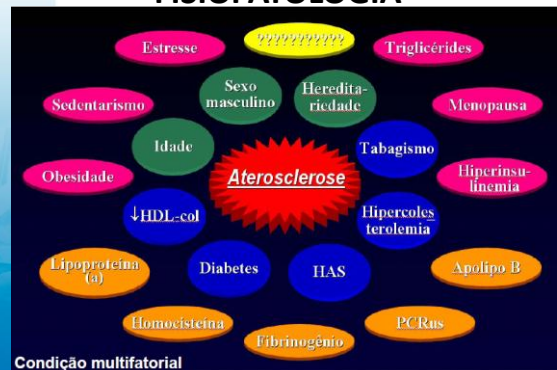 FISIOPATOLOGIA
???????????
Estresse
Triglicérides
Sexo
masculino
Heredita-
riedade
Sedentarismo
Menopausa
Idade
Tabagismo
Obesidade
Aterosclerose
Hiperinsu-
linemia
↓HDL-col
Hipercoles
terolemia
Lipoproteína
(a)
Diabetes
HAS
Apolipo B
Homocisteína
Fibrinogênio
PCRus
Condição multifatorial